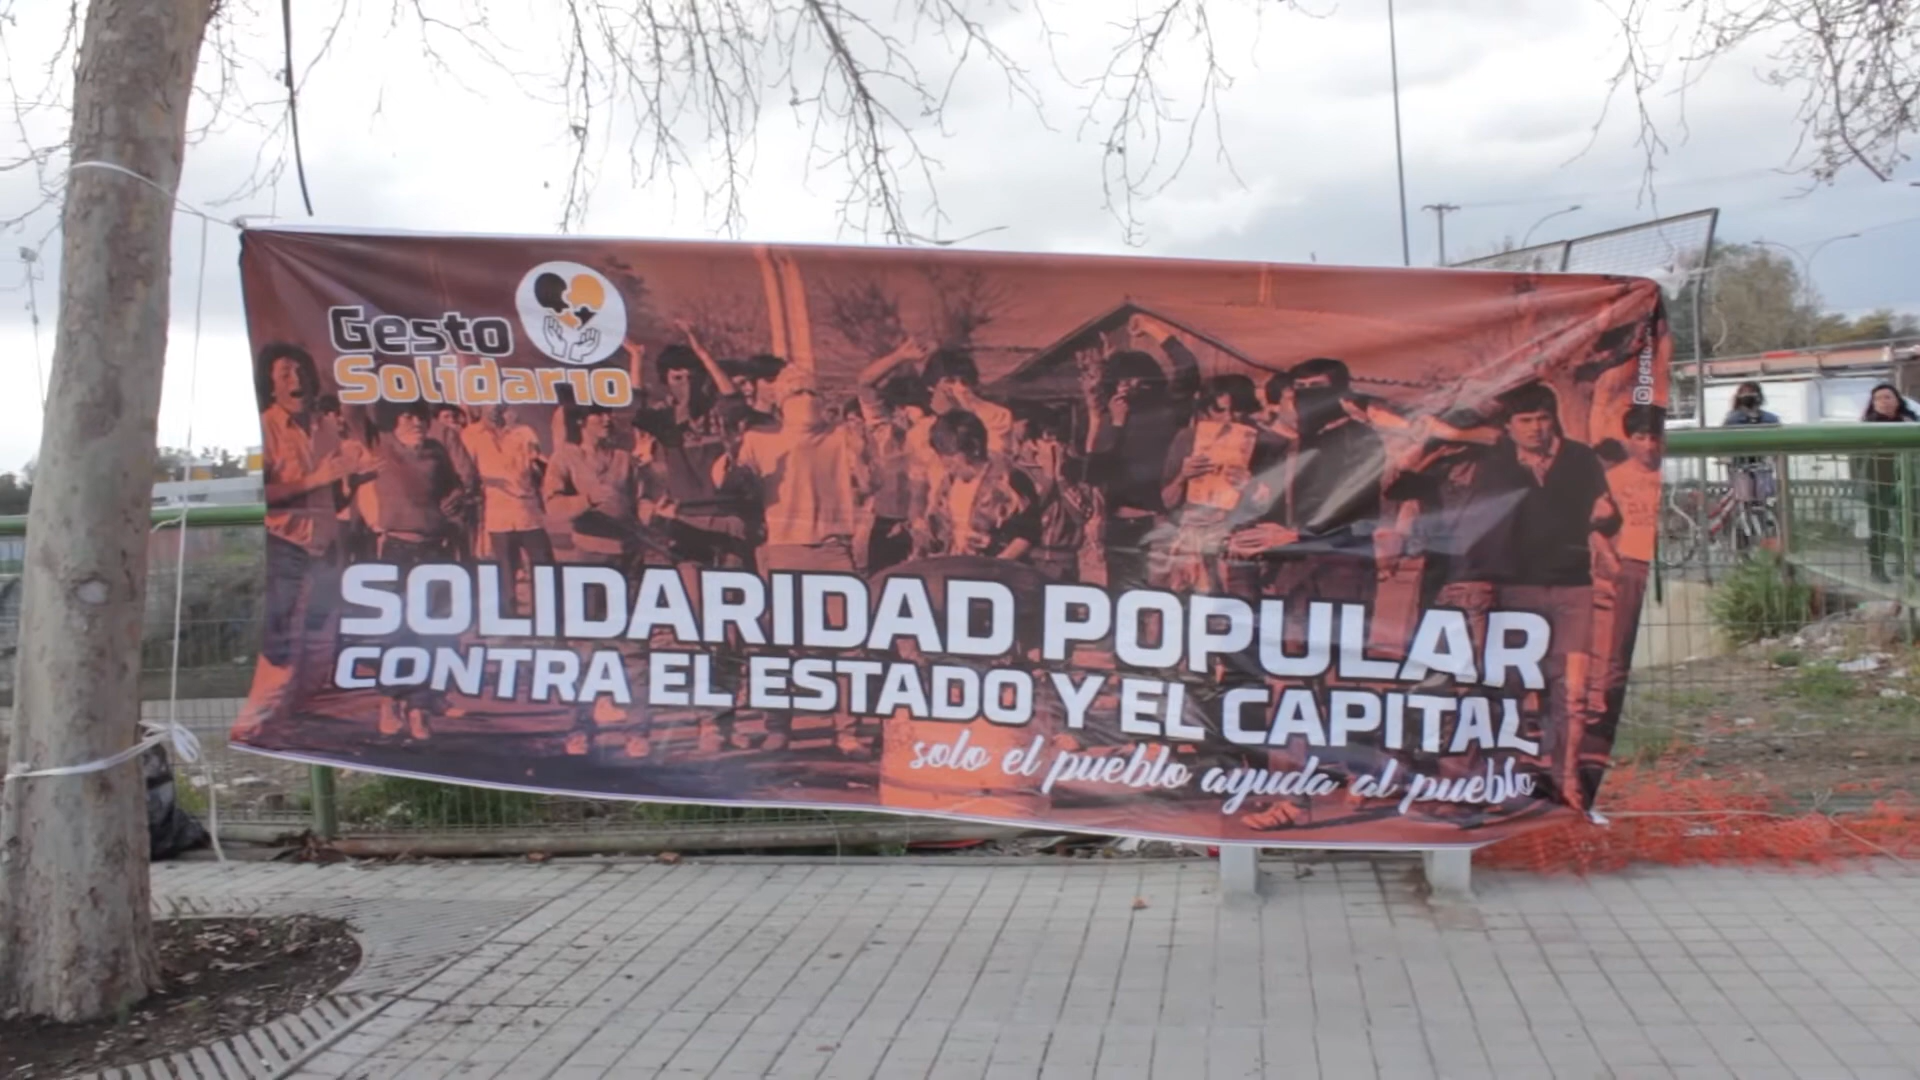 Gesto
Solidario
SOLIDARIDAD POPULAR
CONTRA EL ESTADO Y EL CAPITAL
solo el pueblo ayuda al pueblo